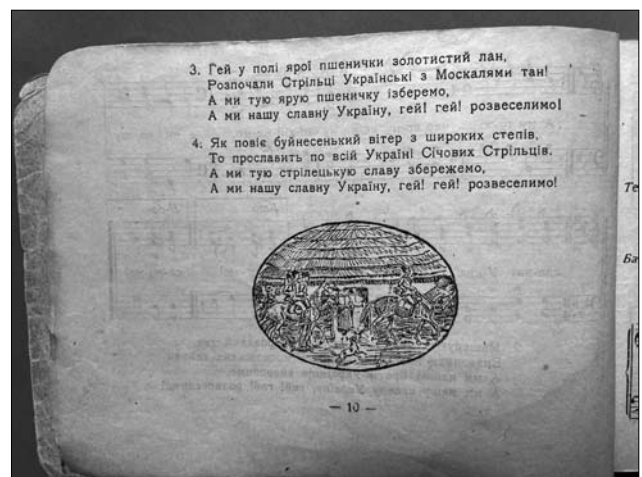 3. Гей у полі ярої пшенички золотистий лан,
Розпочали Стрільці Українські з Москалями тан!
А ми тую ярую пшеничку ізберемо,
А ми нашу славну Україну, гей! гей! розвеселимо!
4. Як повіє буйнесенький вітер з широких степів,
То прославить по всій Україні Січових Стрільців.
А ми тую стрілецькую славу збережемо,
А ми нашу славну Україну, гей! гей! розвеселимо!
— 10 —
Те
Ба